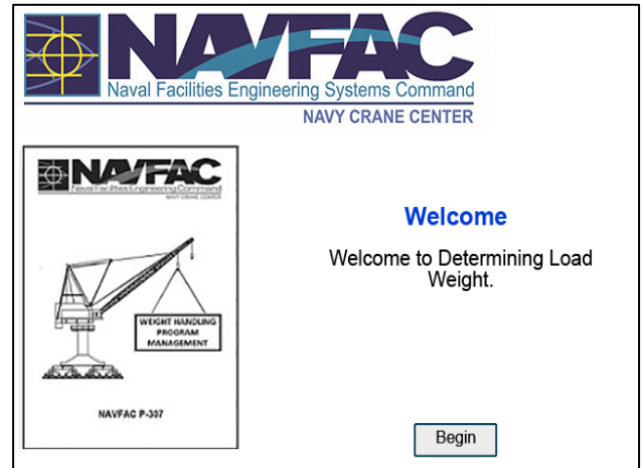 NAVFAC
Naval Facilities Engineering Systems Command
NAVY CRANE CENTER
NAVFAC
Naval Facilities Engineering Command
NAVY CRANE CENTER
WEIGHT HANDLING
PROGRAM
MANAGEMENT
NAVFAC P-307
Welcome
Welcome to Determining Load
Weight.
Begin